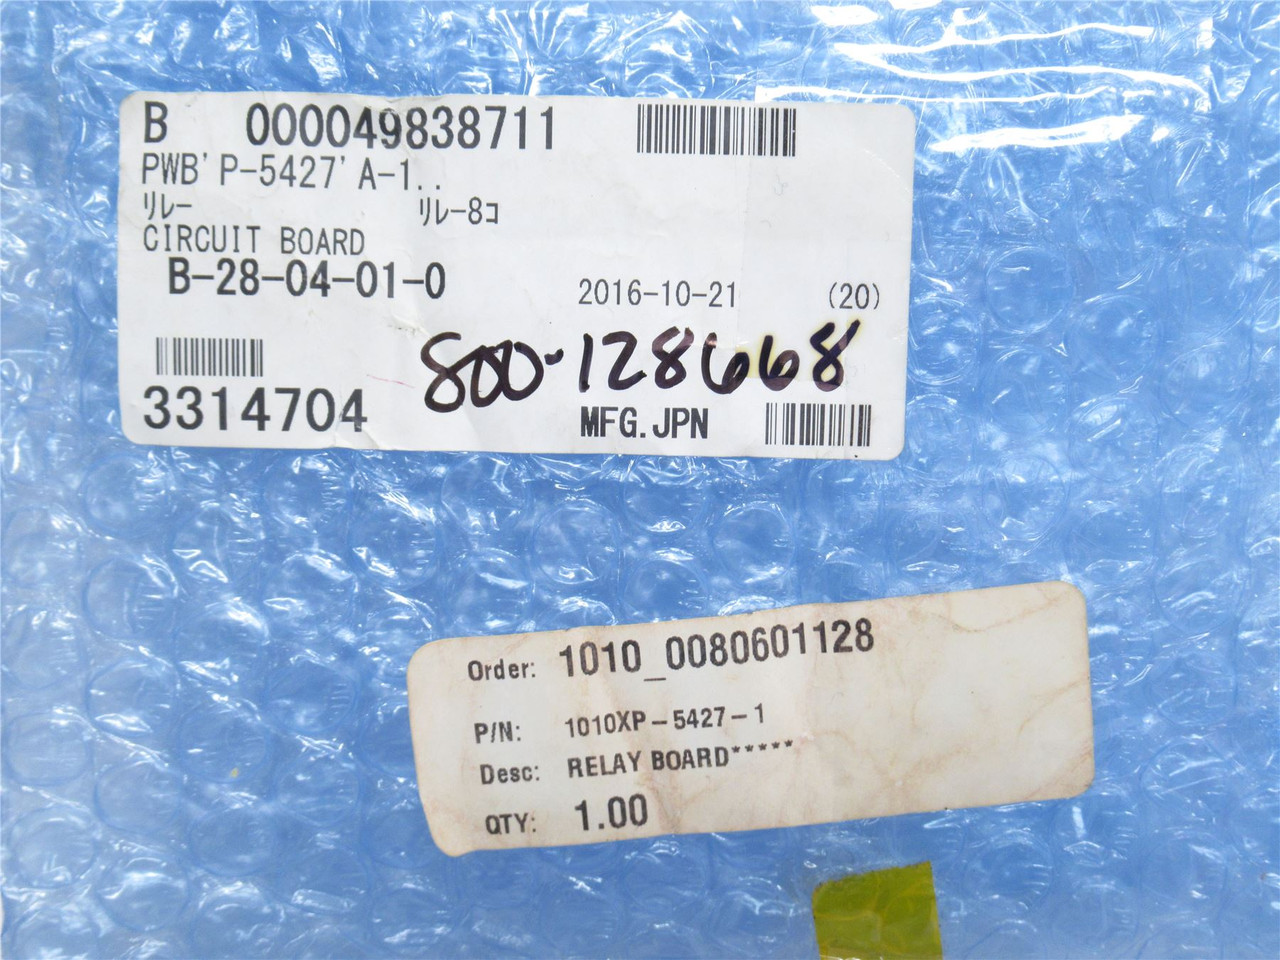 B 000049838711
PWB'P-5427'A-1..
ﾘﾚｰ ﾘﾚｰ8ｺ
CIRCUIT BOARD
B-28-04-01-0 2016-10-21 (20)
800-128668
3314704 MFG.JPN
Order: 1010_0080601128
P/N: 1010XP-5427-1
Desc: RELAY BOARD*****
QTY: 1.00